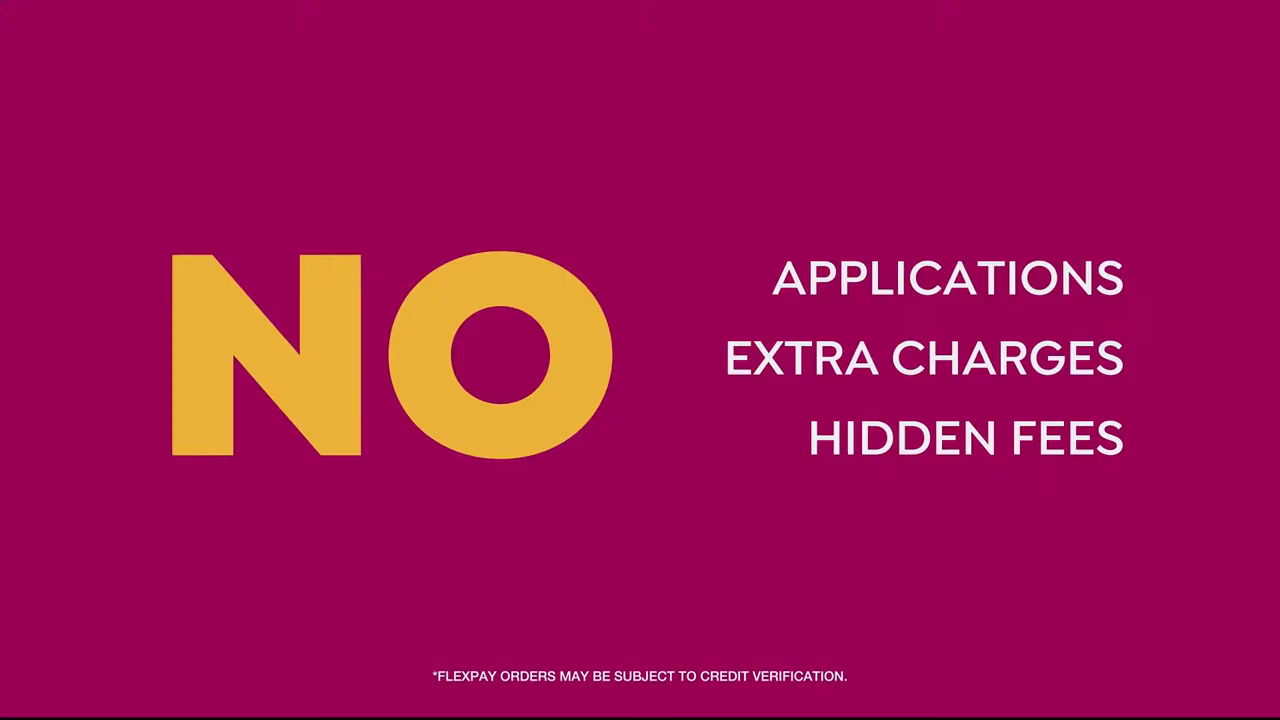 NO
APPLICATIONS
EXTRA CHARGES
HIDDEN FEES
*FLEXPAY ORDERS MAY BE SUBJECT TO CREDIT VERIFICATION.